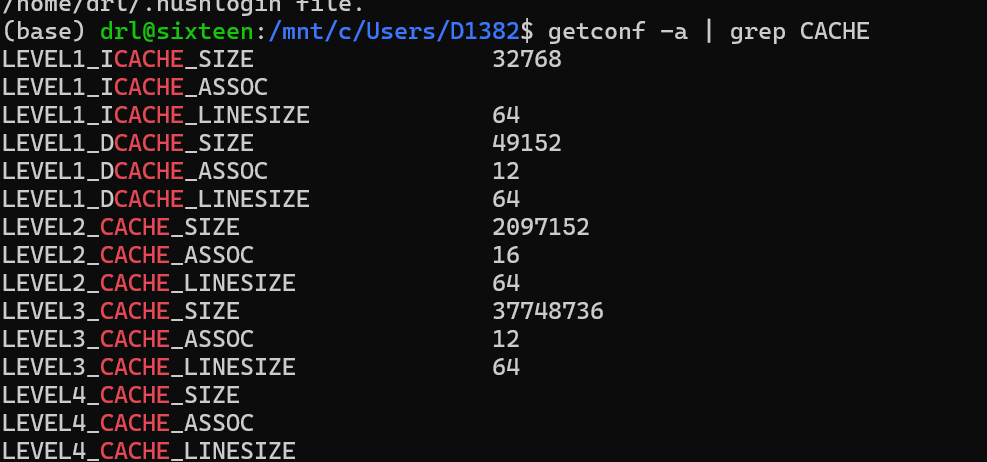 /home/drl/.hushlogin file.
(base) drl@sixteen:/mnt/c/Users/D1382$ getconf -a | grep CACHE
LEVEL1_ICACHE_SIZE                 32768
LEVEL1_ICACHE_ASSOC
LEVEL1_ICACHE_LINESIZE             64
LEVEL1_DCACHE_SIZE                 49152
LEVEL1_DCACHE_ASSOC                12
LEVEL1_DCACHE_LINESIZE             64
LEVEL2_CACHE_SIZE                  2097152
LEVEL2_CACHE_ASSOC                 16
LEVEL2_CACHE_LINESIZE              64
LEVEL3_CACHE_SIZE                  37748736
LEVEL3_CACHE_ASSOC                 12
LEVEL3_CACHE_LINESIZE              64
LEVEL4_CACHE_SIZE
LEVEL4_CACHE_ASSOC
LEVEL4_CACHE_LINESIZE